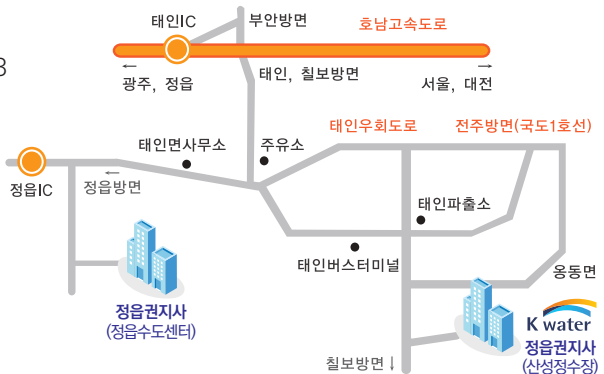 태인IC
부안방면
호남고속도로
3
←
→
광주, 정읍
태인, 칠보방면
서울, 대전
태인면사무소
주유소
태인우회도로
전주방면(국도1호선)
정읍IC
←
정읍방면
태인파출소
태인버스터미널
옹동면
정읍권지사
(정읍수도센터)
K water
정읍권지사
(산성정수장)
칠보방면↓